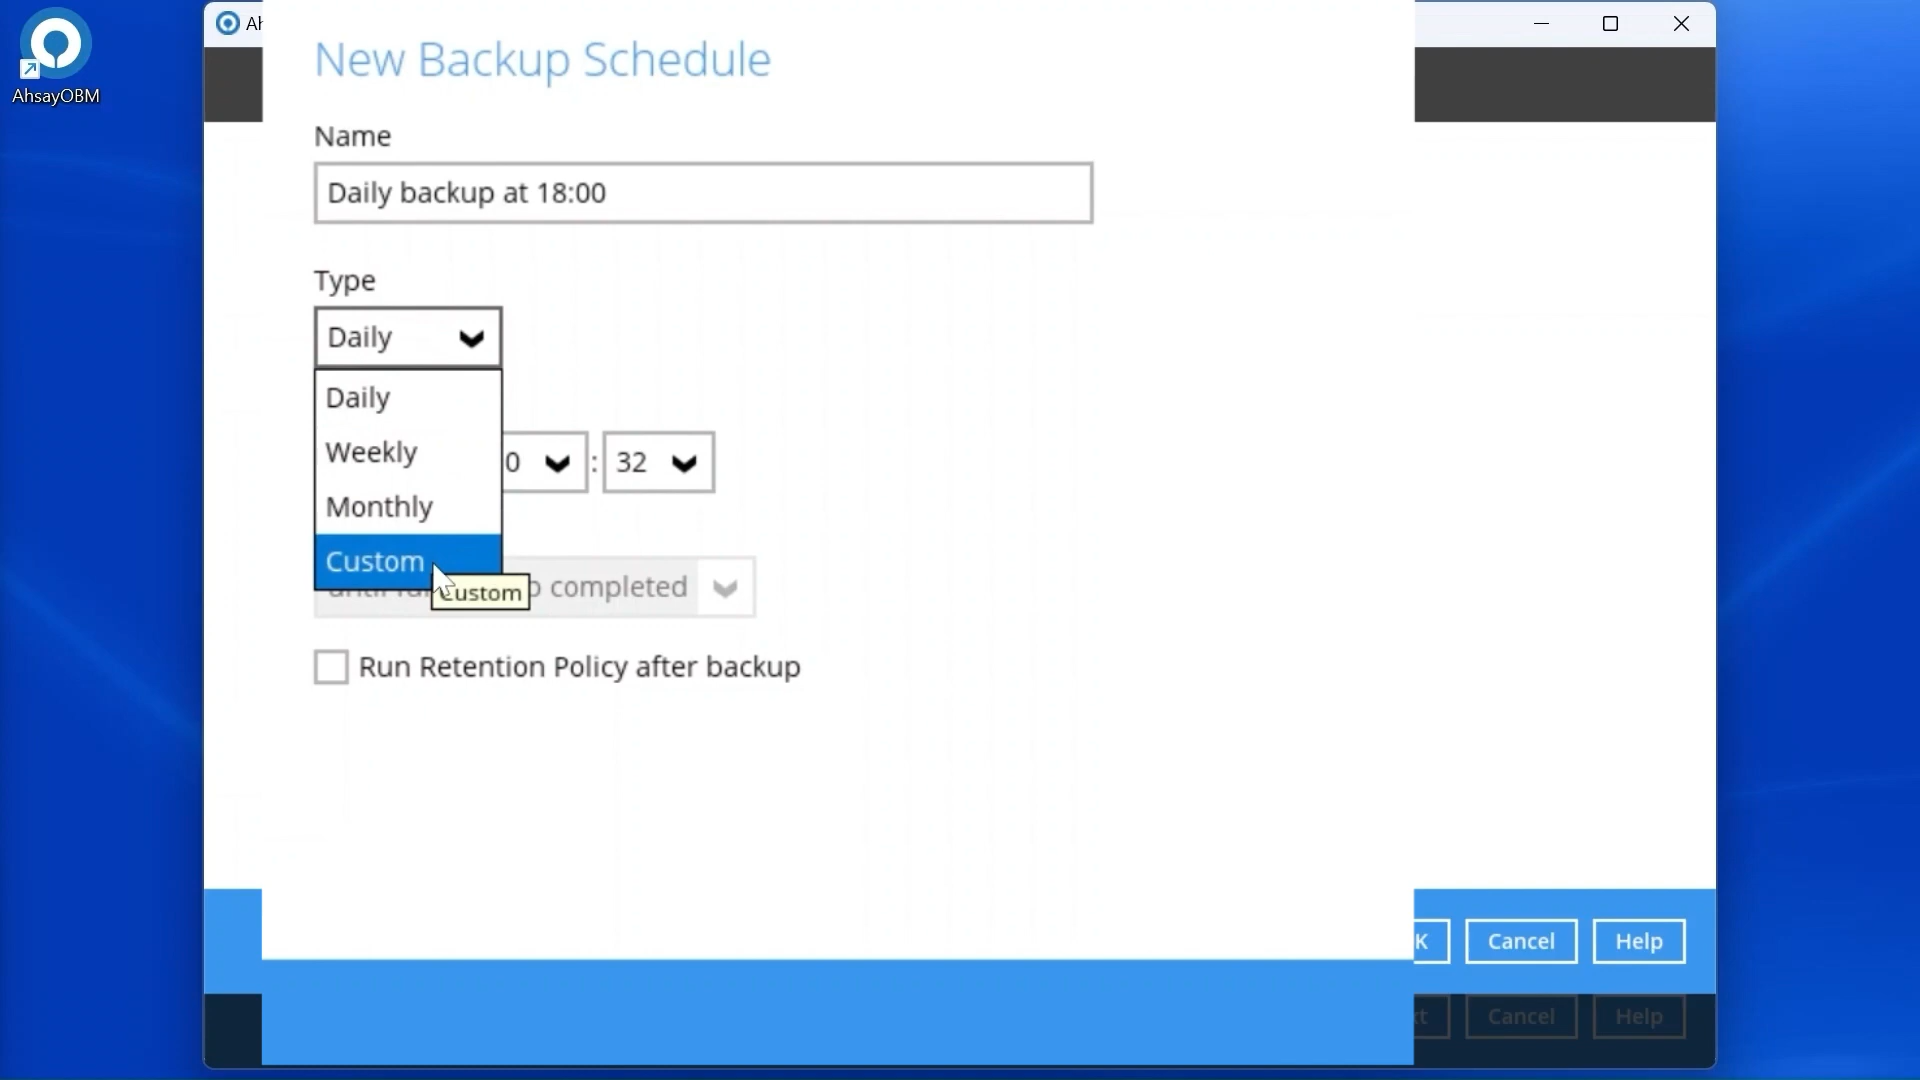 Ah
AhsayOBM
New Backup Schedule
Name
Daily backup at 18:00
Type
Daily
Daily
Weekly
Monthly
Custom
0 : 32
Custom
completed
Run Retention Policy after backup
K Cancel Help
Cancel Help